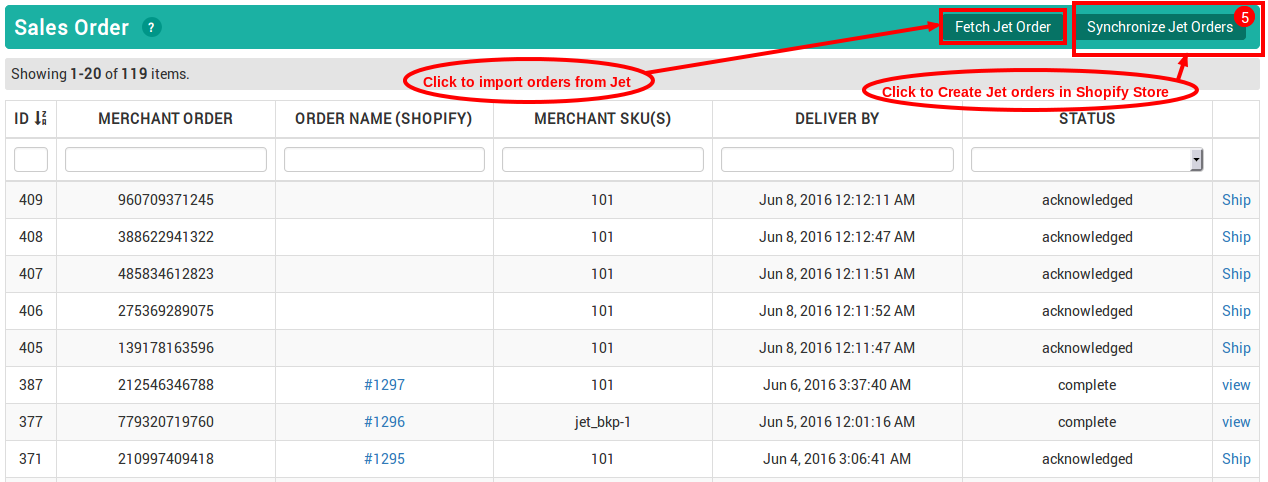 Sales Order ? Fetch Jet Order Synchronize Jet Orders 5
Showing 1-20 of 119 items.
Click to import orders from Jet
Click to Create Jet orders in Shopify Store
ID MERCHANT ORDER ORDER NAME (SHOPIFY) MERCHANT SKU(S) DELIVER BY STATUS
409 960709371245 101 Jun 8, 2016 12:12:11 AM acknowledged Ship
408 388622941322 101 Jun 8, 2016 12:12:47 AM acknowledged Ship
407 485834612823 101 Jun 8, 2016 12:11:51 AM acknowledged Ship
406 275369289075 101 Jun 8, 2016 12:11:52 AM acknowledged Ship
405 139178163596 101 Jun 8, 2016 12:11:47 AM acknowledged Ship
387 212546346788 #1297 101 Jun 6, 2016 3:37:40 AM complete view
377 779320719760 #1296 jet_bkp-1 Jun 5, 2016 12:01:16 AM complete view
371 210997409418 #1295 101 Jun 4, 2016 3:06:41 AM acknowledged Ship